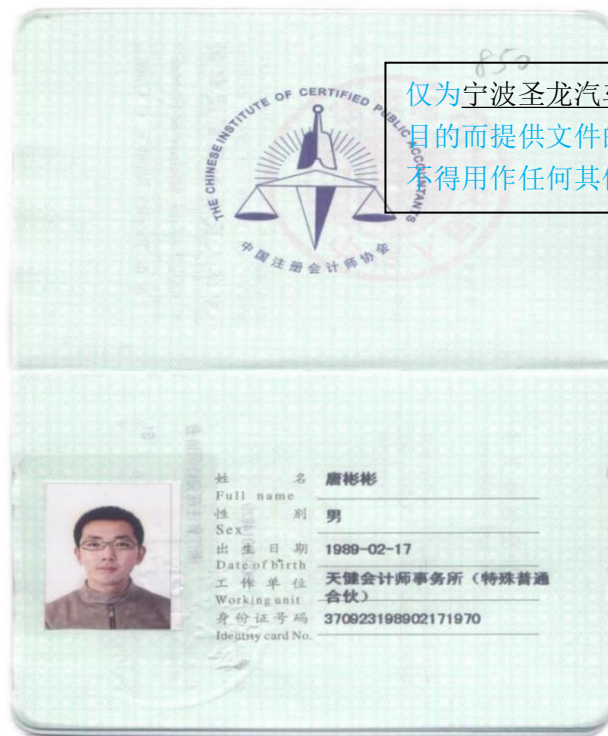 850
THE CHINESE INSTITUTE OF CERTIFIED PUBLIC ACCOUNTANTS
仅为宁波圣龙汽
目的而提供文件
不得用作任何其
中国注册会计师协会
姓 名 唐彬彬
Full name
性 别 男
Sex
出生日期 1989-02-17
Date of birth
工作单位 天健会计师事务所（特殊普通
Working unit 合伙）
身份证号码 370923198902171970
Identity card No.